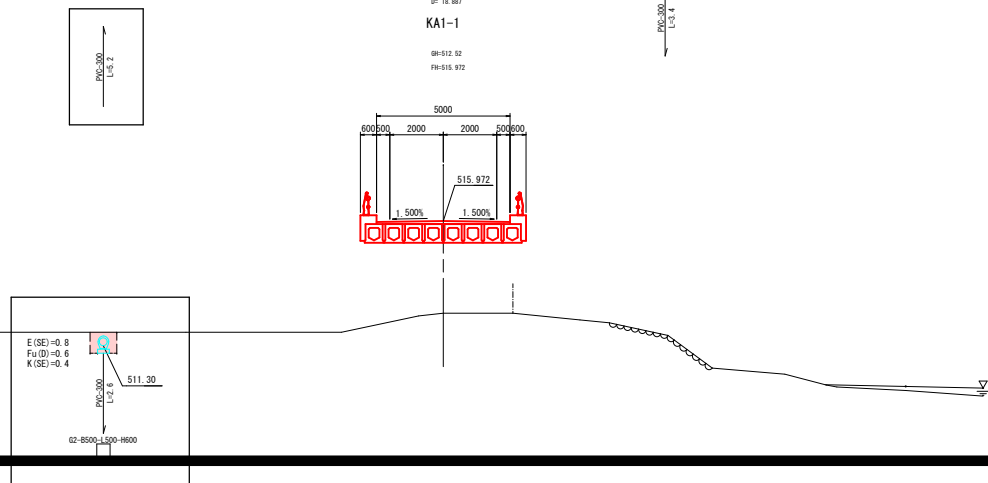 D= 18.887
KA1-1
GH=512.52
FH=515.972
PVC-300
L=5.2
PVC-300
L=3.4
5000
600
500
2000
2000
500
600
515.972
1.500%
1.500%
E(SE)=0.8
Fu(D)=0.6
K(SE)=0.4
511.30
PVC-300
L=2.6
G2-B500-L500-H600